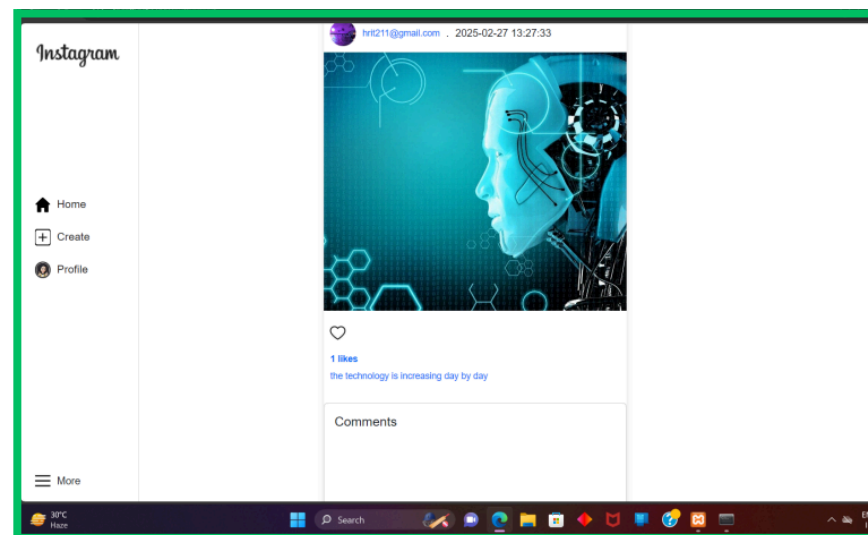 Instagram
hrit211@gmail.com . 2025-02-27 13:27:33
Home
Create
Profile
1 likes
the technology is increasing day by day
Comments
More
30°C
Haze
Search